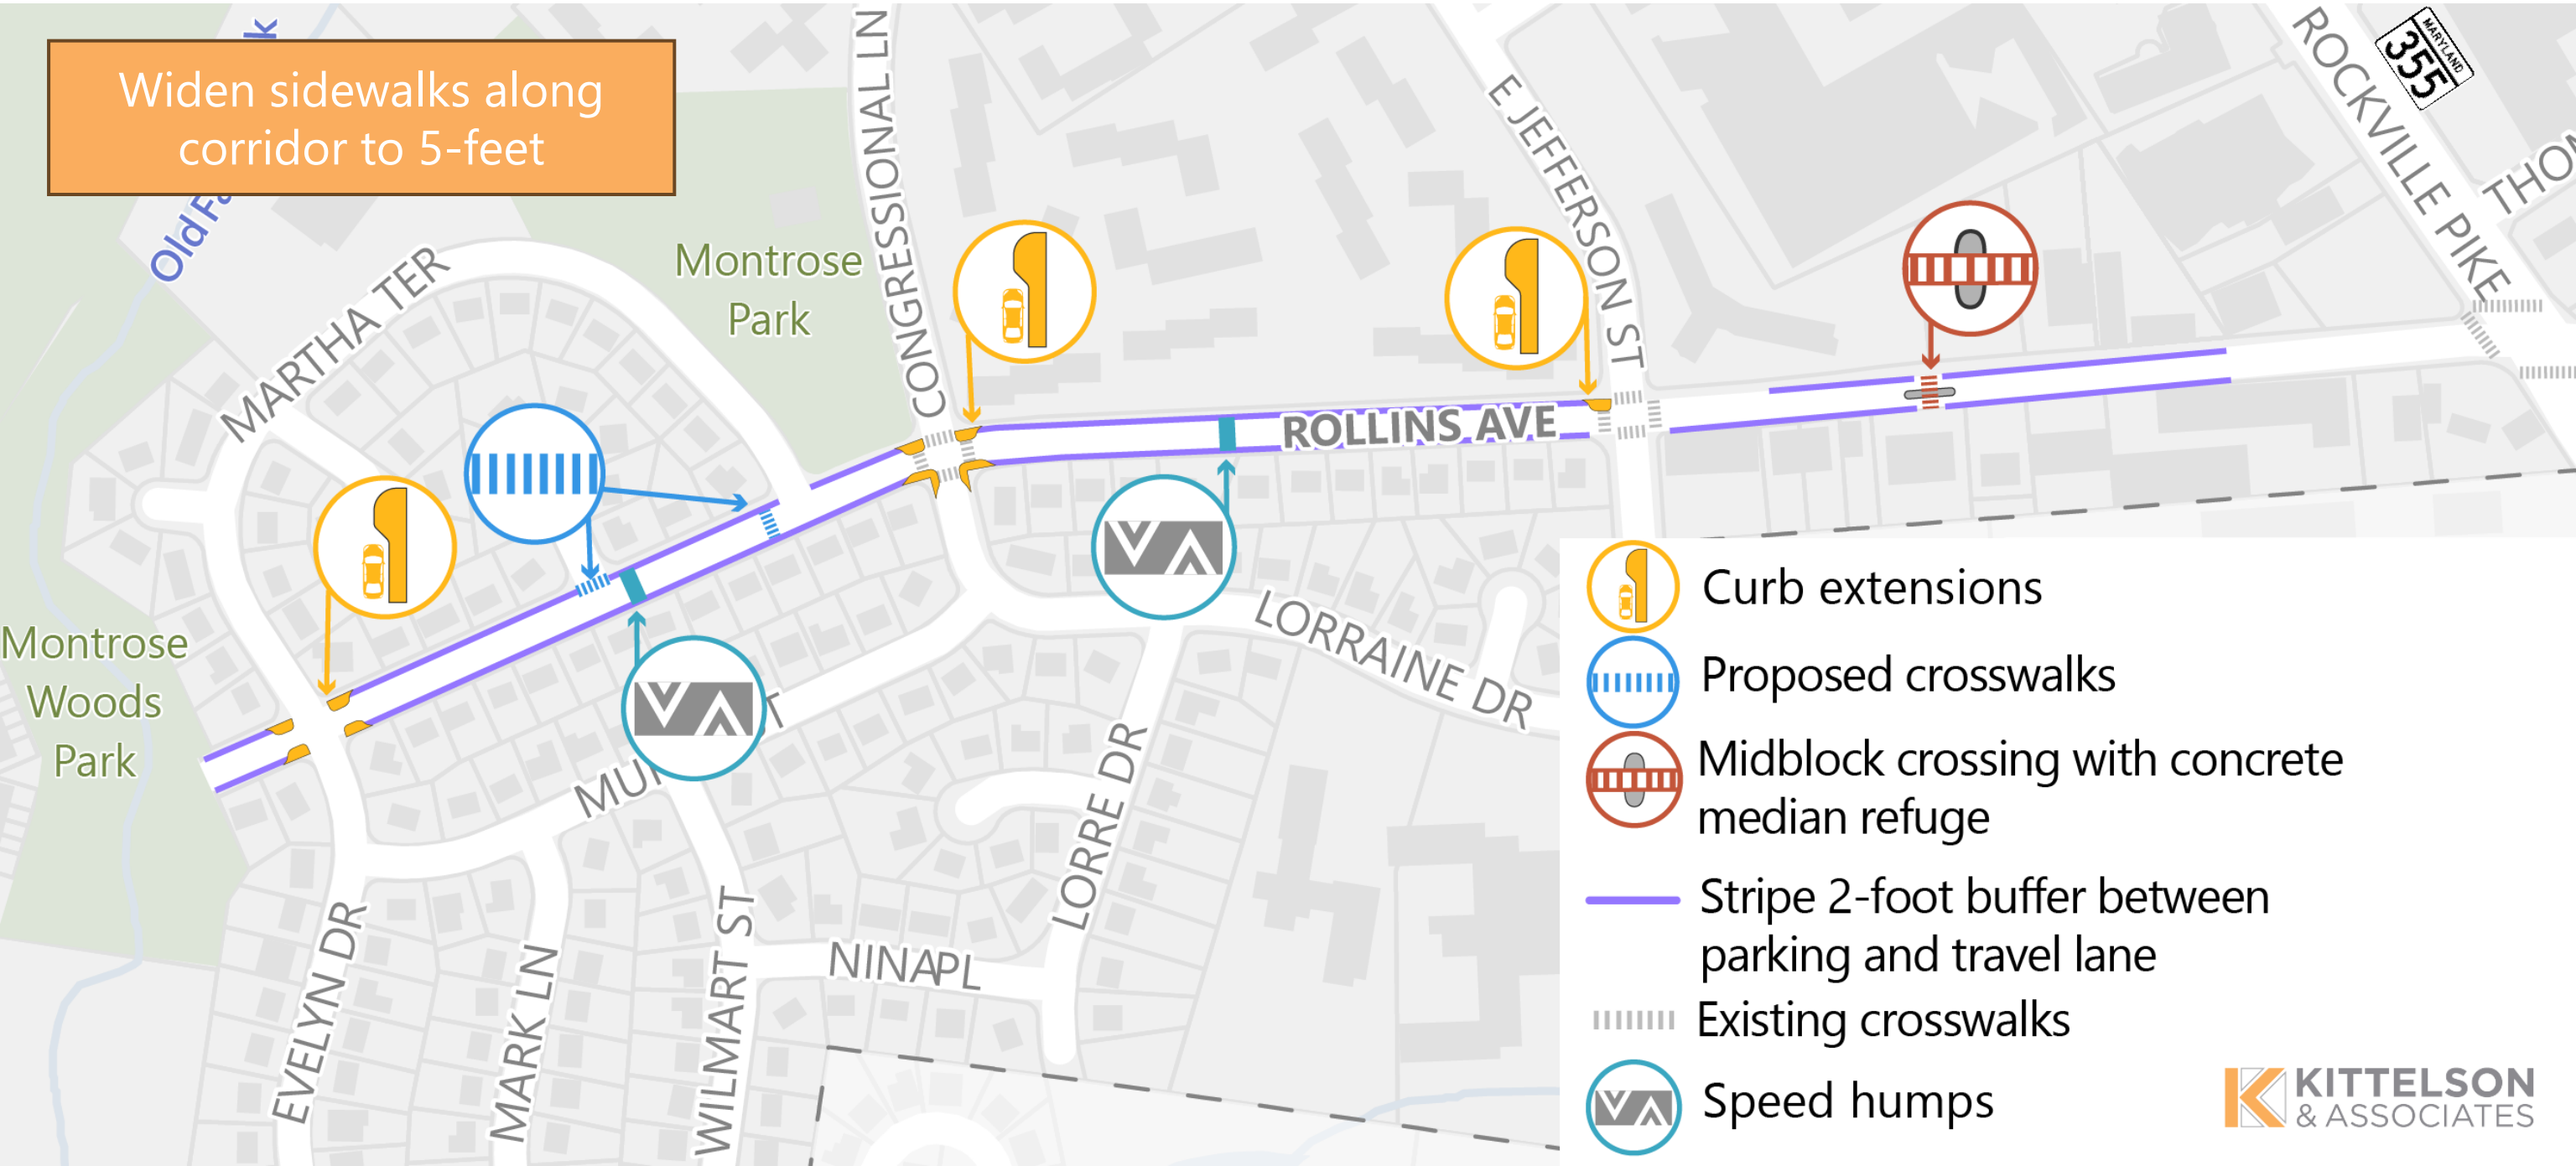 Widen sidewalks along
corridor to 5-feet
Montrose
Park
CONGRESSIONAL LN
E JEFFERSON ST
ROCKVILLE PIKE
MARYLAND
355
MARTHA TER
ROLLINS AVE
Montrose
Woods
Park
LORRAINE DR
LORRE DR
NINA PL
EVELYN DR
MARK LN
WILMART ST
Curb extensions
Proposed crosswalks
Midblock crossing with concrete
median refuge
Stripe 2-foot buffer between
parking and travel lane
Existing crosswalks
Speed humps
KITTELSON
& ASSOCIATES